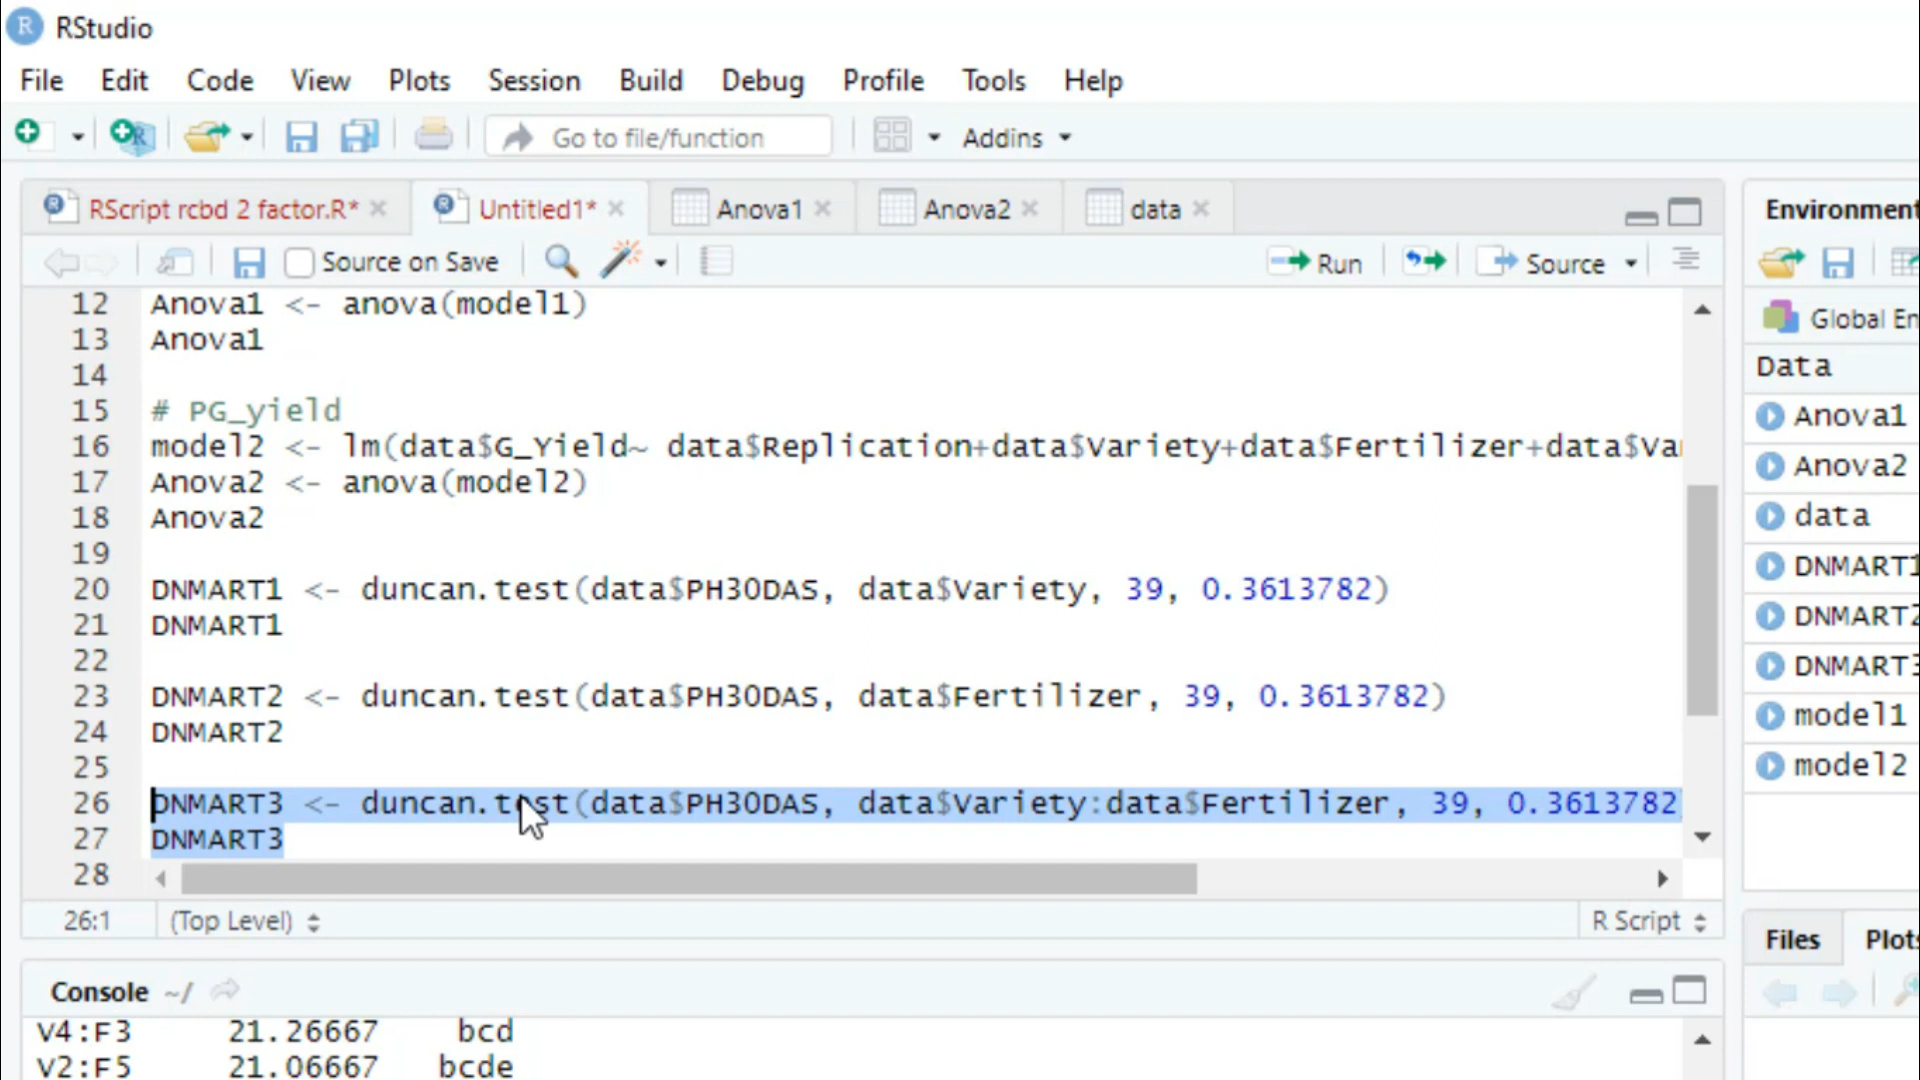 RStudio
File Edit Code View Plots Session Build Debug Profile Tools Help
Go to file/function Addins
RScript rcbd 2 factor.R* Untitled1* Anova1 Anova2 data
Source on Save Run Source
12 Anova1 <- anova(model1)
13 Anova1
14
15 # PG_yield
16 model2 <- lm(data$G_Yield~ data$Replication+data$Variety+data$Fertilizer+data$Va
17 Anova2 <- anova(model2)
18 Anova2
19
20 DNMART1 <- duncan.test(data$PH30DAS, data$Variety, 39, 0.3613782)
21 DNMART1
22
23 DNMART2 <- duncan.test(data$PH30DAS, data$Fertilizer, 39, 0.3613782)
24 DNMART2
25
26 DNMART3 <- duncan.test(data$PH30DAS, data$Variety:data$Fertilizer, 39, 0.3613782
27 DNMART3
28
26:1 (Top Level) R Script
Console ~/
V4:F3 21.26667 bcd
V2:F5 21.06667 bcde
Environment
Global En
Data
Anova1
Anova2
data
DNMART1
DNMART2
DNMART3
model1
model2
Files Plots